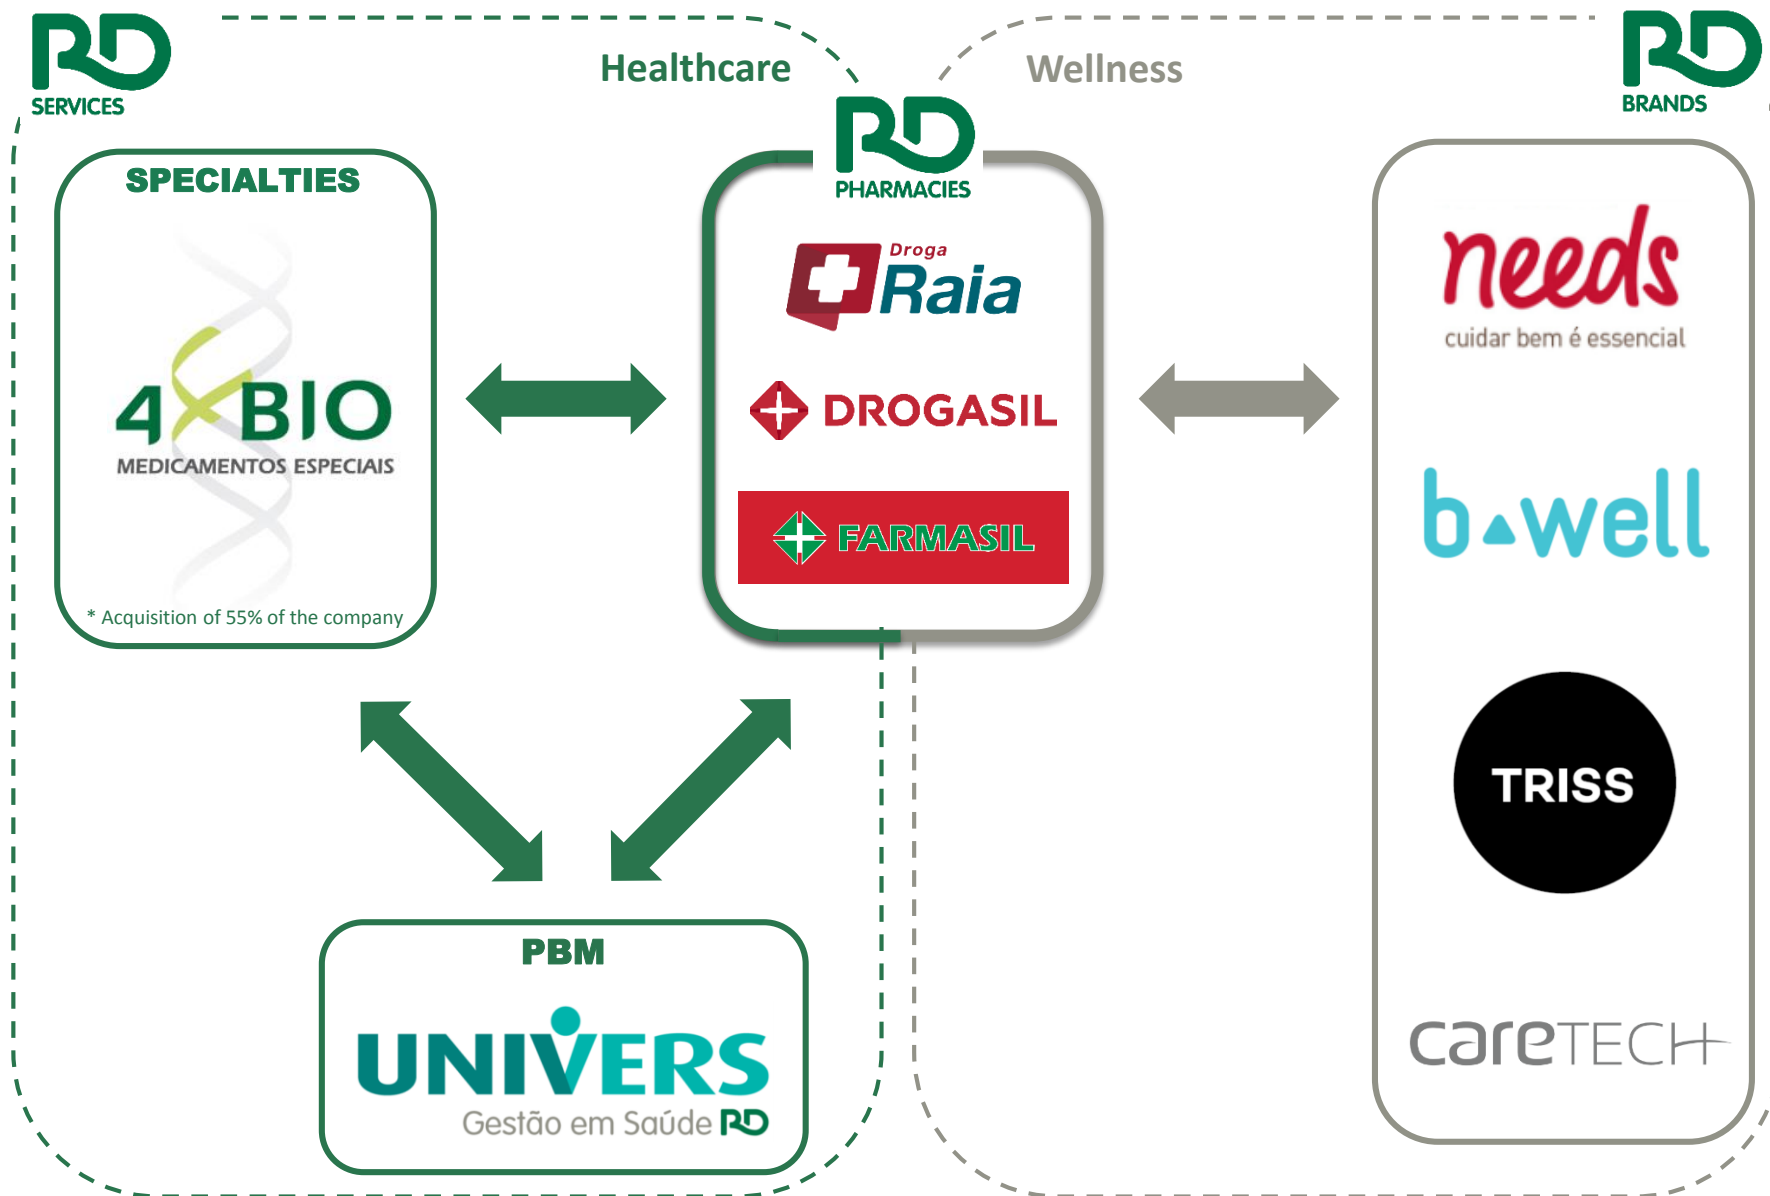 RD
SERVICES
Healthcare
Wellness
RD
BRANDS
RD
PHARMACIES
SPECIALTIES
4BIO
MEDICAMENTOS ESPECIAIS
* Acquisition of 55% of the company
Droga
Raia
DROGASIL
FARMASIL
needs
cuidar bem é essencial
b well
TRISS
careTECH
PBM
UNIVERS
Gestão em Saúde RD